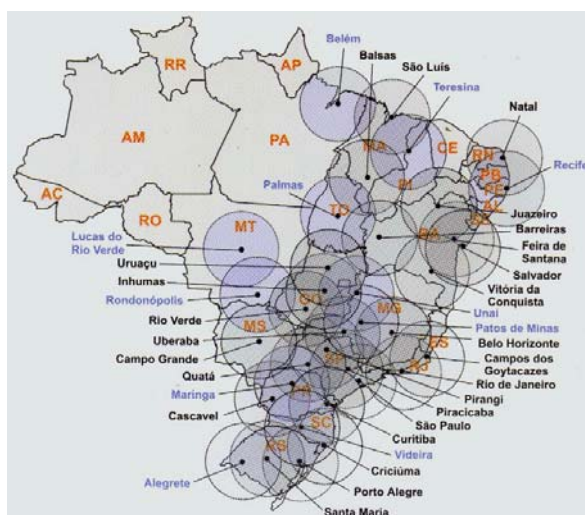 Belém
Balsas
São Luís
Teresina
RR
AP
Natal
AM
PA
MA
CE
RN
Recife
PB
PE
PI
AC
Palmas
AL
SE
TO
Juazeiro
RO
MT
BA
Barreiras
Lucas do
Rio Verde
Feira de
Santana
Uruaçu
Salvador
Inhumas
Vitória da
Conquista
Rondonópolis
GO
Unaí
MG
Rio Verde
MS
Patos de Minas
Uberaba
ES
Belo Horizonte
Campo Grande
SP
Campos dos
Goytacazes
RJ
Quatá
Rio de Janeiro
Maringa
PR
Pirangi
Cascavel
Piracicaba
São Paulo
SC
Curitiba
Videira
RS
Criciúma
Alegrete
Porto Alegre
Santa Maria